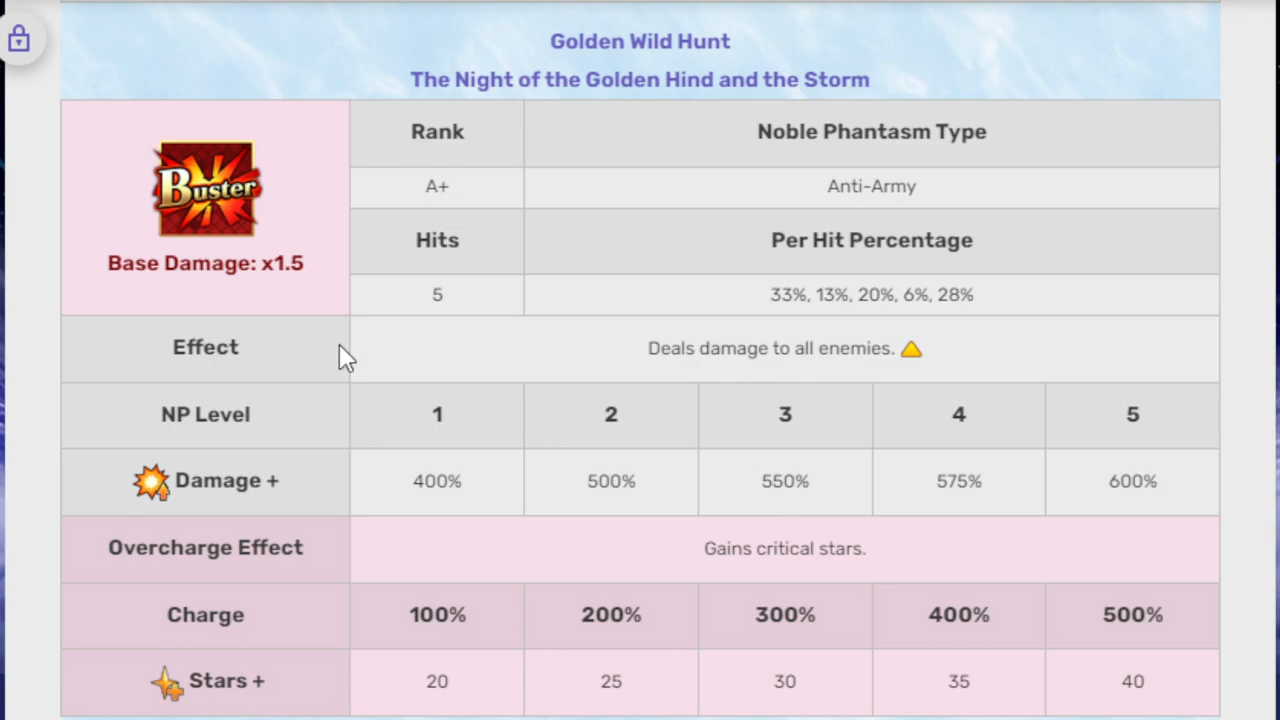 Golden Wild Hunt
The Night of the Golden Hind and the Storm
Rank
Noble Phantasm Type
Buster
Base Damage: x1.5
A+
Anti-Army
Hits
Per Hit Percentage
5
33%, 13%, 20%, 6%, 28%
Effect
Deals damage to all enemies.
NP Level
1
2
3
4
5
Damage +
400%
500%
550%
575%
600%
Overcharge Effect
Gains critical stars.
Charge
100%
200%
300%
400%
500%
Stars +
20
25
30
35
40